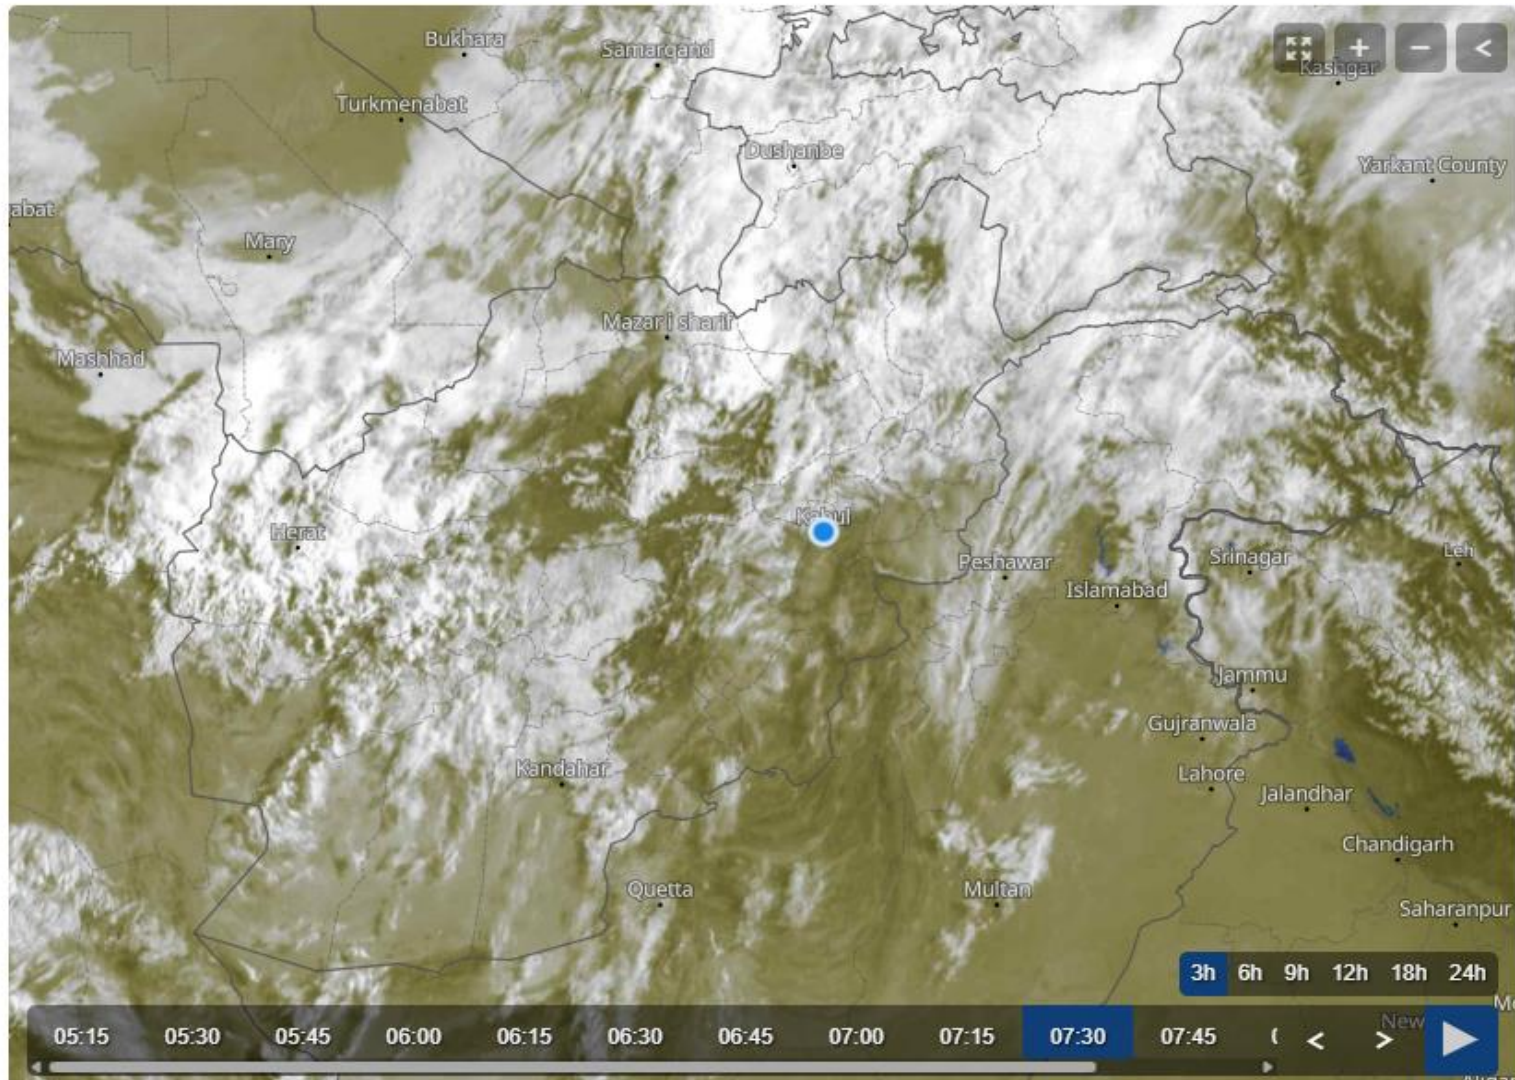 Bukhara
Samarqand
Kashgar
Turkmenabat
Dushanbe
Yarkant County
abat
Mary
Mazar i sharif
Mashhad
Kabul
Herat
Peshawar
Srinagar
Leh
Islamabad
Jammu
Gujranwala
Kandahar
Lahore
Jalandhar
Chandigarh
Quetta
Multan
Saharanpur
3h 6h 9h 12h 18h 24h
New
05:15 05:30 05:45 06:00 06:15 06:30 06:45 07:00 07:15 07:30 07:45